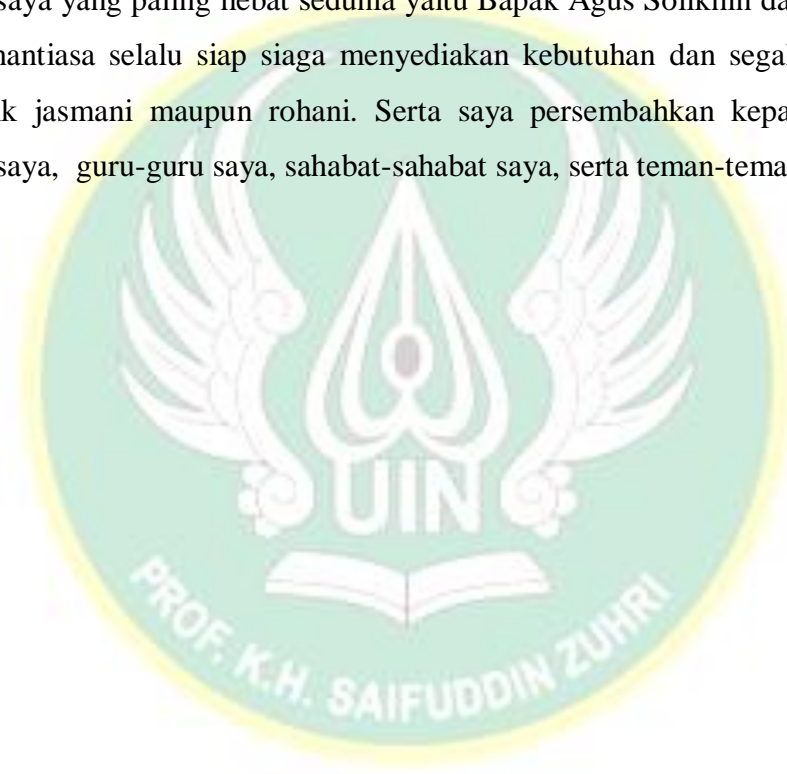 saya yang paling hebat sedunia yaitu Bapak Agus Solikhin da
nantiasa selalu siap siaga menyediakan kebutuhan dan segal
k jasmani maupun rohani. Serta saya persembahkan kepa
saya, guru-guru saya, sahabat-sahabat saya, serta teman-tema
UIN
PROF. K.H. SAIFUDDIN ZUHRI